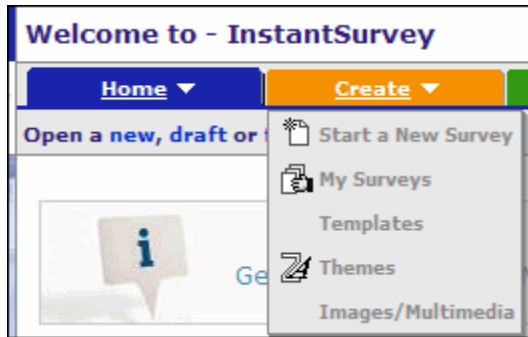 Welcome to - InstantSurvey
Home Create
Open a new, draft or
Start a New Survey
My Surveys
Templates
Ge Themes
Images/Multimedia